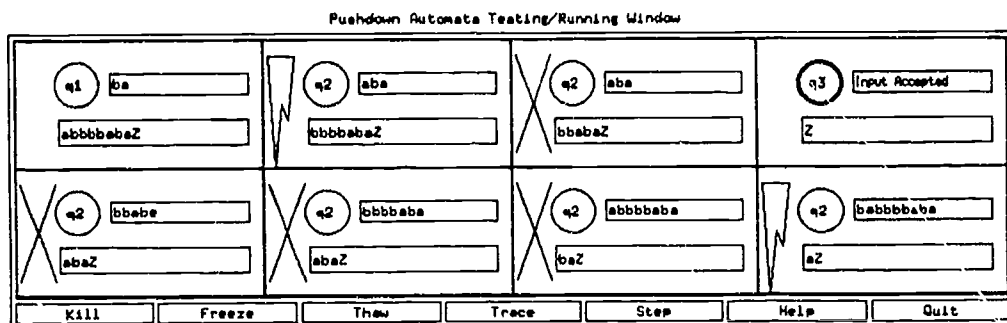 Pushdown Automata Testing/Running Window
q1 ba
abbbbabaZ
q2 aba
bbbbabaZ
q2 aba
bbabaZ
q3 Input Accepted
Z
q2 bbabe
abaZ
q2 bbbbaba
abaZ
q2 abbbbaba
baZ
q2 babbbbaba
aZ
Kill Freeze Thaw Trace Step Help Quit